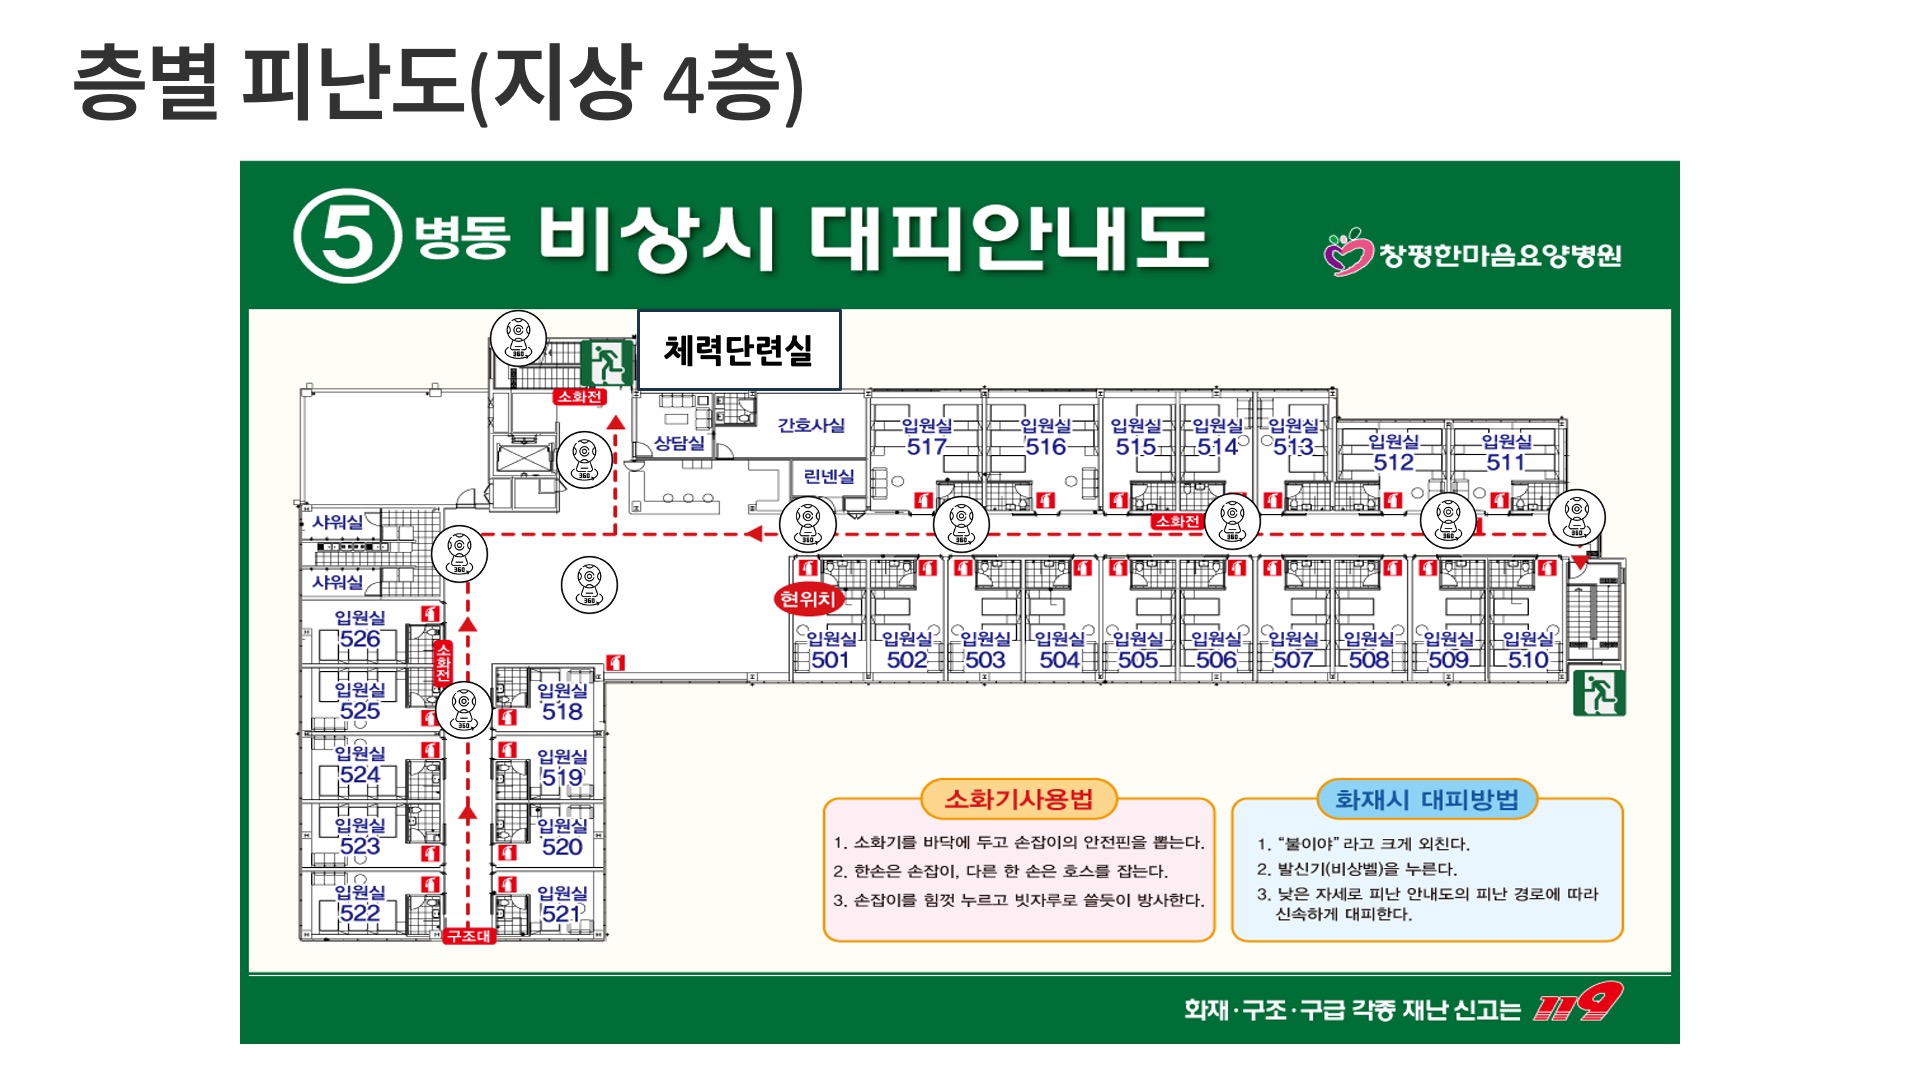 층별 피난도(지상 4층)
5 병동 비상시 대피안내도
창평한마음요양병원
360
체력단련실
소화전
상담실
간호사실
린넨실
360
입원실
517
입원실
516
입원실
515
입원실
514
입원실
513
입원실
512
입원실
511
샤워실
샤워실
360
360
360
360
소화전
360
360
360
현위치
입원실
501
입원실
502
입원실
503
입원실
504
입원실
505
입원실
506
입원실
507
입원실
508
입원실
509
입원실
510
입원실
526
소화전
입원실
525
360
입원실
518
입원실
524
입원실
519
입원실
523
입원실
520
입원실
522
입원실
521
구조대
소화기사용법
1. 소화기를 바닥에 두고 손잡이의 안전핀을 뽑는다.
2. 한손은 손잡이, 다른 한 손은 호스를 잡는다.
3. 손잡이를 힘껏 누르고 빗자루로 쓸듯이 방사한다.
화재시 대피방법
1. “불이야” 라고 크게 외친다.
2. 발신기(비상벨)을 누른다.
3. 낮은 자세로 피난 안내도의 피난 경로에 따라
신속하게 대피한다.
화재·구조·구급 각종 재난 신고는 119